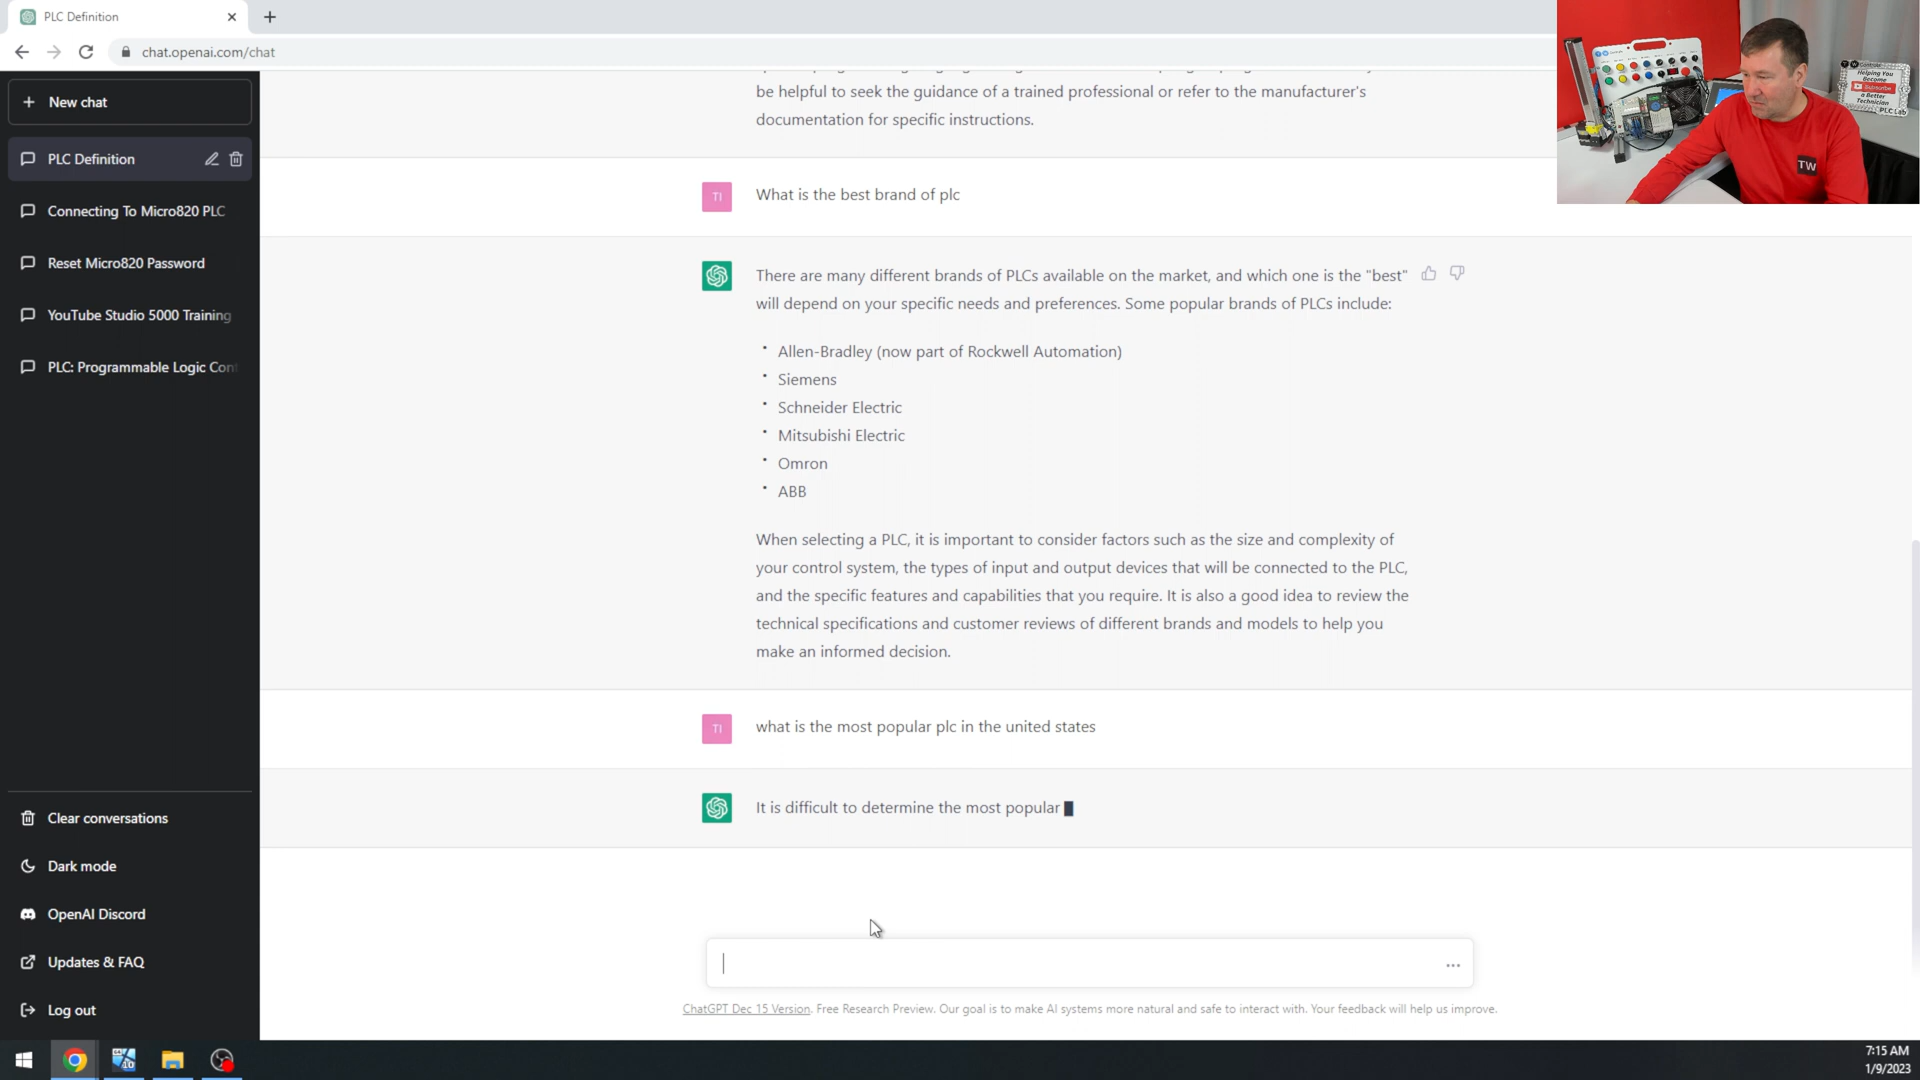 PLC Definition
chat.openai.com/chat
New chat
PLC Definition
Connecting To Micro820 PLC
Reset Micro820 Password
YouTube Studio 5000 Training
PLC: Programmable Logic Con
Clear conversations
Dark mode
OpenAI Discord
Updates & FAQ
Log out
be helpful to seek the guidance of a trained professional or refer to the manufacturer's
documentation for specific instructions.
TI
What is the best brand of plc
There are many different brands of PLCs available on the market, and which one is the "best"
will depend on your specific needs and preferences. Some popular brands of PLCs include:
• Allen-Bradley (now part of Rockwell Automation)
• Siemens
• Schneider Electric
• Mitsubishi Electric
• Omron
• ABB
When selecting a PLC, it is important to consider factors such as the size and complexity of
your control system, the types of input and output devices that will be connected to the PLC,
and the specific features and capabilities that you require. It is also a good idea to review the
technical specifications and customer reviews of different brands and models to help you
make an informed decision.
TI
what is the most popular plc in the united states
It is difficult to determine the most popular
ChatGPT Dec 15 Version. Free Research Preview. Our goal is to make AI systems more natural and safe to interact with. Your feedback will help us improve.
7:15 AM
1/9/2023
Helping You
Become
Subscribe
a Better
Technician
PLC Lab
TW